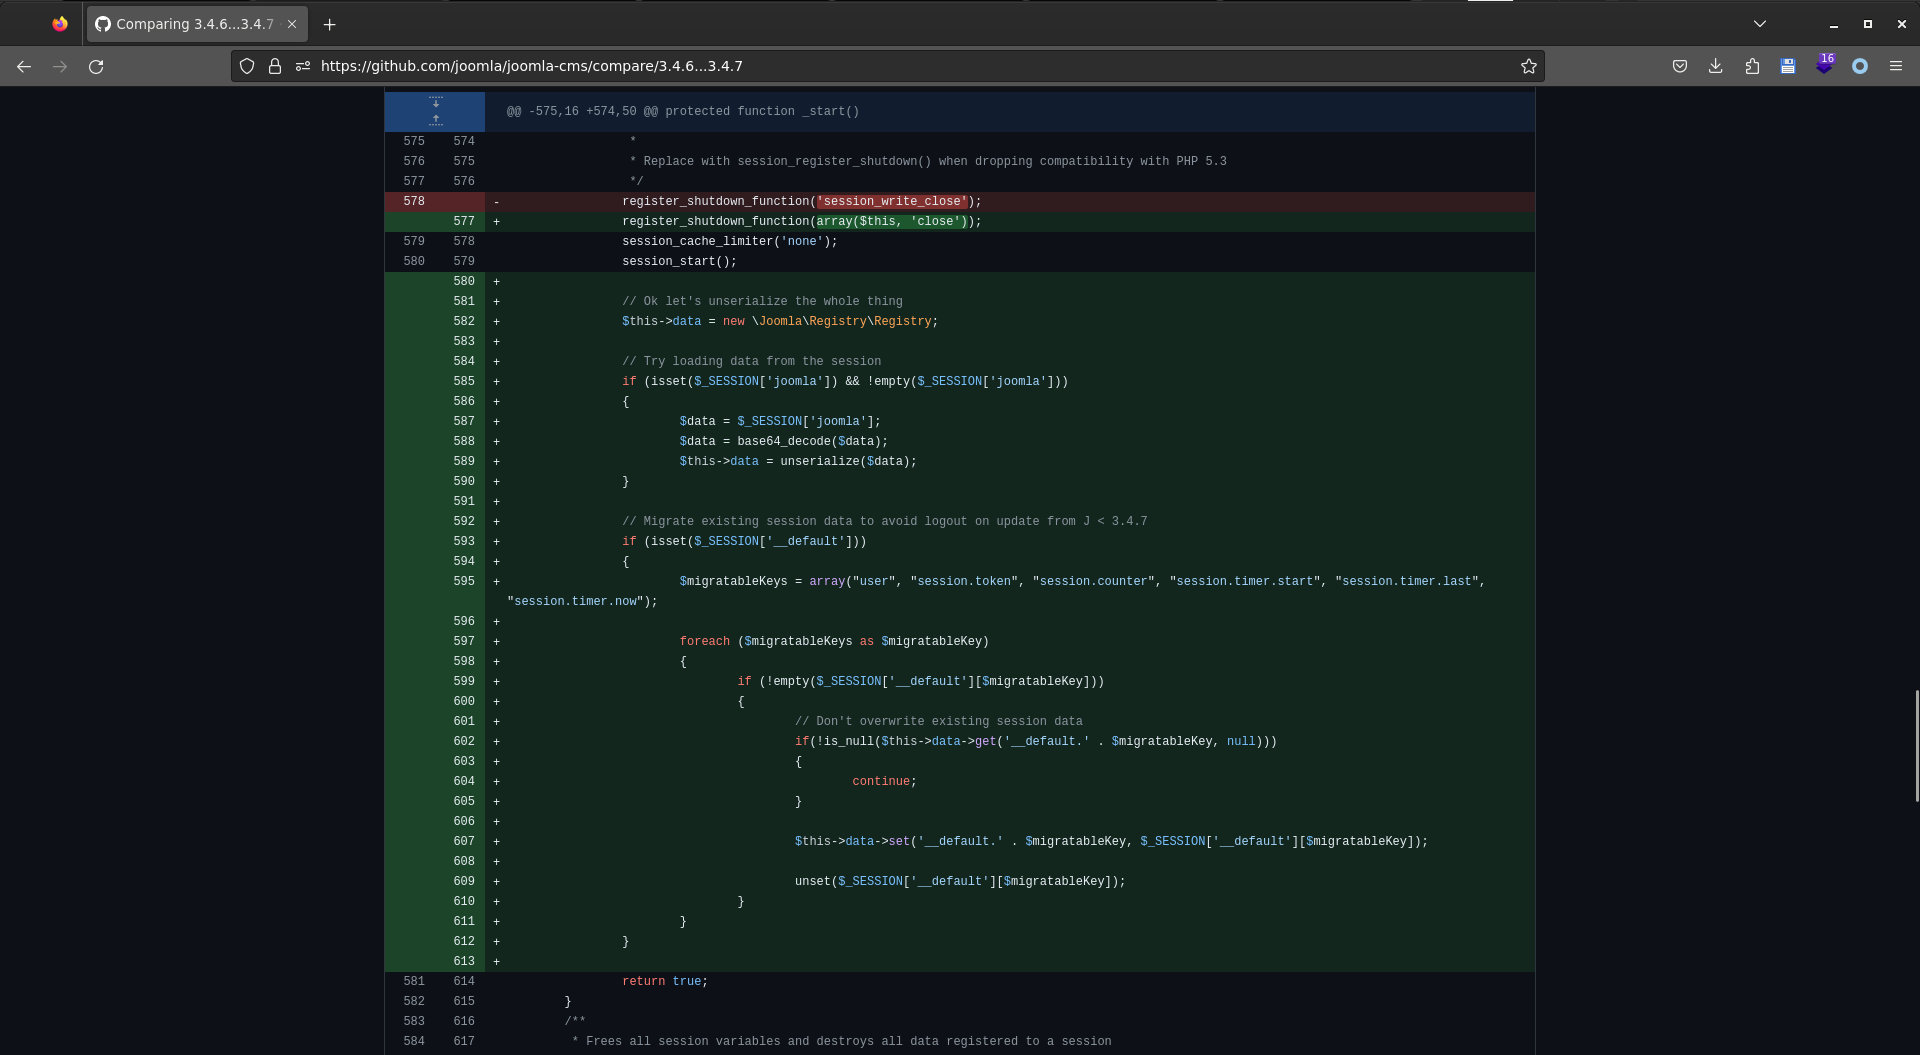 Comparing 3.4.6...3.4.7
https://github.com/joomla/joomla-cms/compare/3.4.6...3.4.7
16
@@ -575,16 +574,50 @@ protected function _start()
575 574 *
576 575 * Replace with session_register_shutdown() when dropping compatibility with PHP 5.3
577 576 */
578 - register_shutdown_function('session_write_close');
577 + register_shutdown_function(array($this, 'close'));
579 578 session_cache_limiter('none');
580 579 session_start();
580 +
581 + // Ok let's unserialize the whole thing
582 + $this->data = new \Joomla\Registry\Registry;
583 +
584 + // Try loading data from the session
585 + if (isset($_SESSION['joomla']) && !empty($_SESSION['joomla']))
586 + {
587 + $data = $_SESSION['joomla'];
588 + $data = base64_decode($data);
589 + $this->data = unserialize($data);
590 + }
591 +
592 + // Migrate existing session data to avoid logout on update from J < 3.4.7
593 + if (isset($_SESSION['__default']))
594 + {
595 + $migratableKeys = array("user", "session.token", "session.counter", "session.timer.start", "session.timer.last",
"session.timer.now");
596 +
597 + foreach ($migratableKeys as $migratableKey)
598 + {
599 + if (!empty($_SESSION['__default'][$migratableKey]))
600 + {
601 + // Don't overwrite existing session data
602 + if(!is_null($this->data->get('__default.' . $migratableKey, null)))
603 + {
604 + continue;
605 + }
606 +
607 + $this->data->set('__default.' . $migratableKey, $_SESSION['__default'][$migratableKey]);
608 +
609 + unset($_SESSION['__default'][$migratableKey]);
610 + }
611 + }
612 + }
613 +
581 614 return true;
582 615 }
583 616 /**
584 617 * Frees all session variables and destroys all data registered to a session